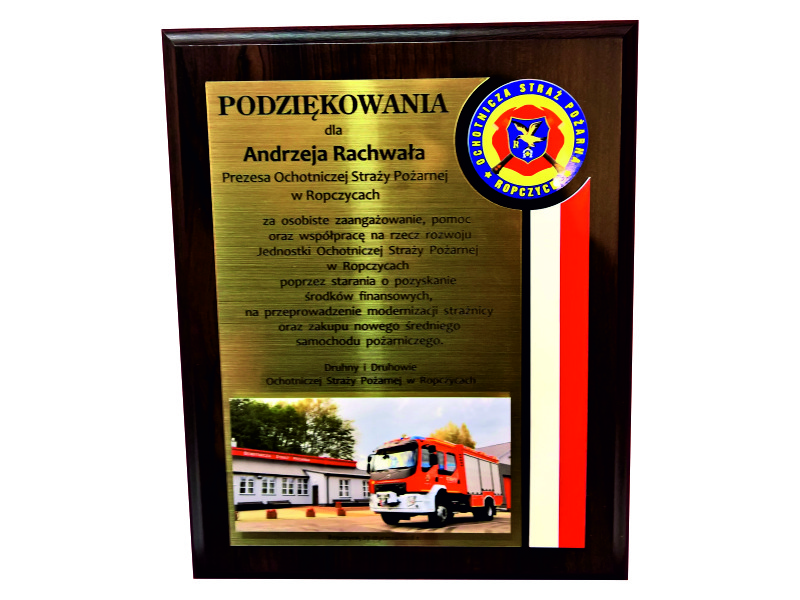 PODZIĘKOWANIA
dla
Andrzeja Rachwała
Prezesa Ochotniczej Straży Pożarnej
w Ropczycach
za osobiste zaangażowanie, pomoc
oraz współpracę na rzecz rozwoju
Jednostki Ochotniczej Straży Pożarnej
w Ropczycach
poprzez starania o pozyskanie
środków finansowych,
na przeprowadzenie modernizacji strażnicy
oraz zakupu nowego średniego
samochodu pożarniczego.
Druhny i Druhowie
Ochotniczej Straży Pożarnej w Ropczycach
OCHOTNICZA STRAŻ POŻARNA
R